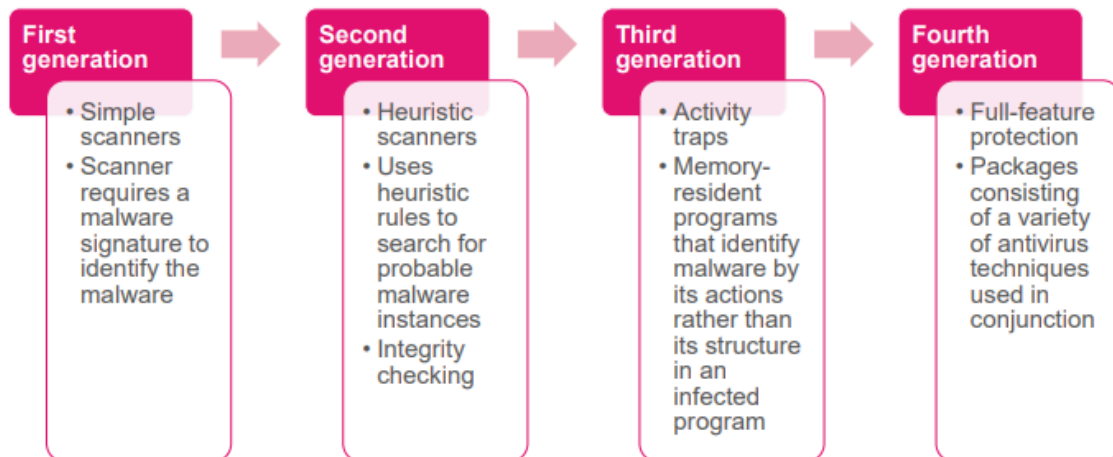 First
generation
• Simple
scanners
• Scanner
requires a
malware
signature to
identify the
malware
Second
generation
• Heuristic
scanners
• Uses
heuristic
rules to
search for
probable
malware
instances
• Integrity
checking
Third
generation
• Activity
traps
• Memory-
resident
programs
that identify
malware by
its actions
rather than
its structure
in an
infected
program
Fourth
generation
• Full-feature
protection
• Packages
consisting
of a variety
of antivirus
techniques
used in
conjunction